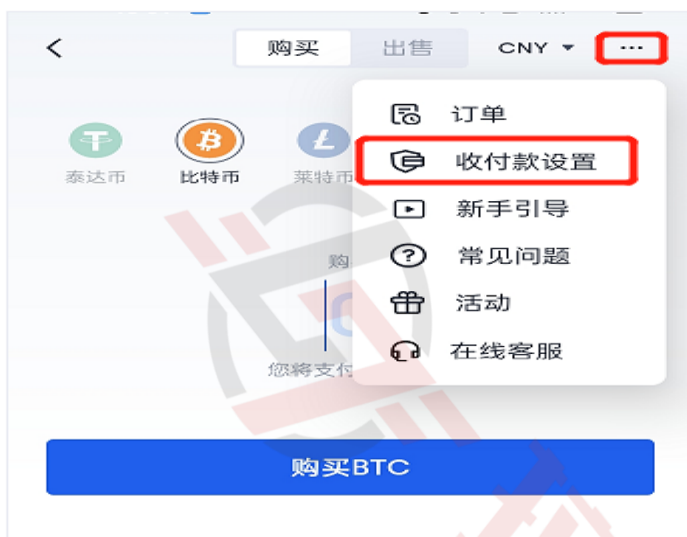 购买
出售
CNY
...
订单
泰达币
比特币
莱特币
收付款设置
新手引导
购
常见问题
活动
您将支付
在线客服
购买BTC